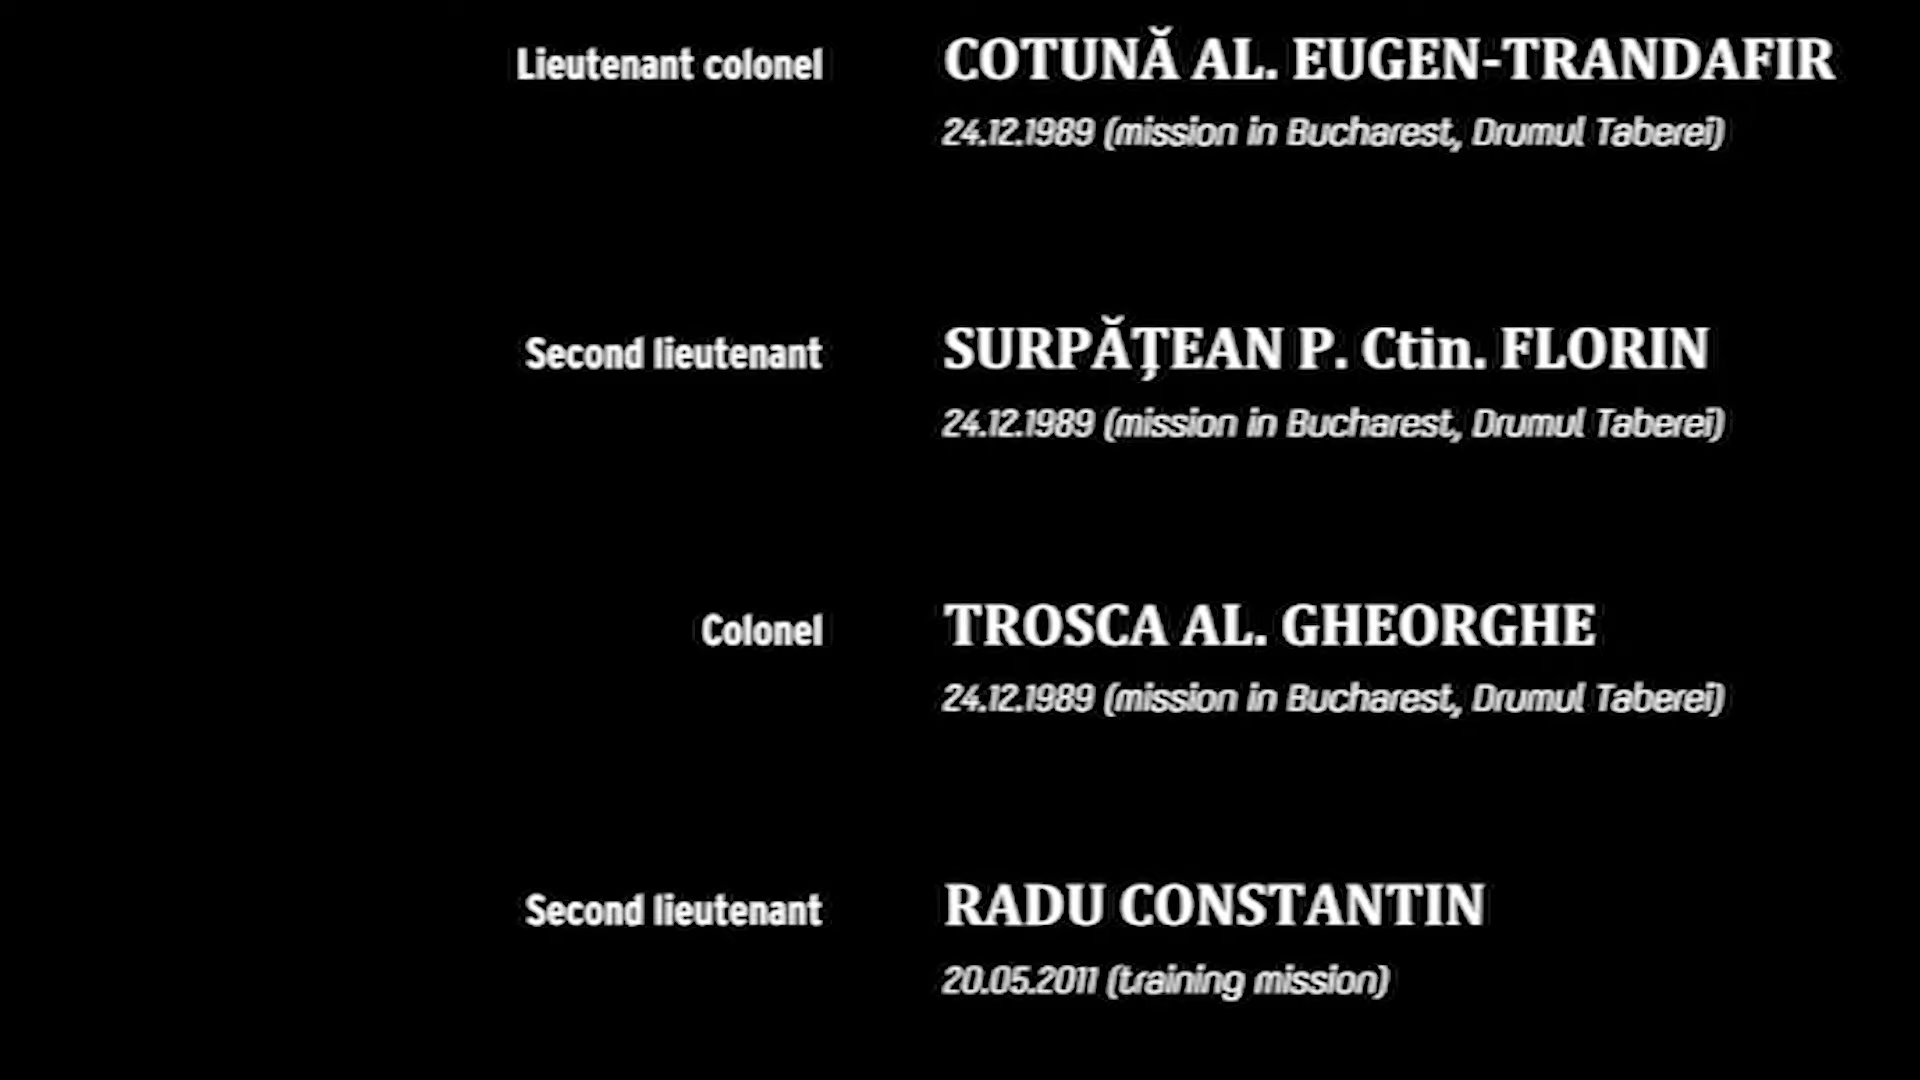 Lieutenant colonel COTUNĂ AL. EUGEN-TRANDAFIR
24.12.1989 (mission in Bucharest, Drumul Taberei)
Second lieutenant SURPĂȚEAN P. Ctin. FLORIN
24.12.1989 (mission in Bucharest, Drumul Taberei)
Colonel TROSCA AL. GHEORGHE
24.12.1989 (mission in Bucharest, Drumul Taberei)
Second lieutenant RADU CONSTANTIN
20.05.2011 (training mission)